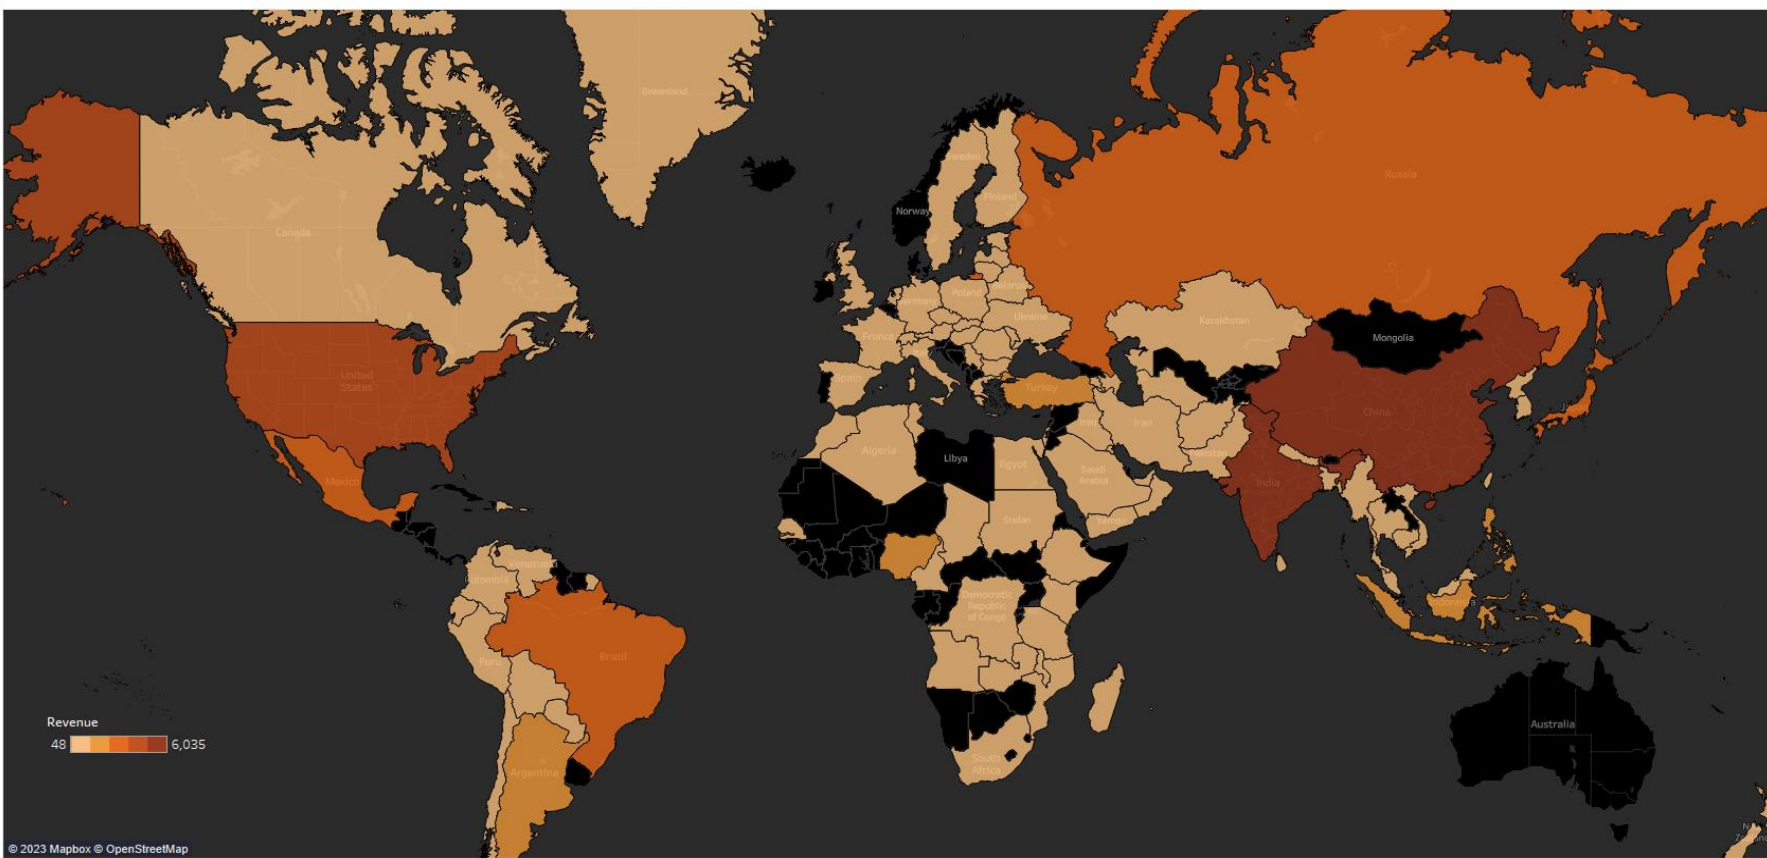 Greenland
Russia
Sweden
Finland
Norway
Canada
Poland
Belarus
Germany
Ukraine
Kazakhstan
France
Mongolia
United
States
Spain
Turkey
China
Iraq
Iran
Algeria
Libya
Egypt
Pakistan
Saudi
Arabia
Mexico
India
Sudan
Yemen
Venezuela
Colombia
Democratic
Republic
of Congo
Indonesia
Brazil
Peru
Revenue
48
6,035
Australia
South
Africa
Argentina
© 2023 Mapbox © OpenStreetMap